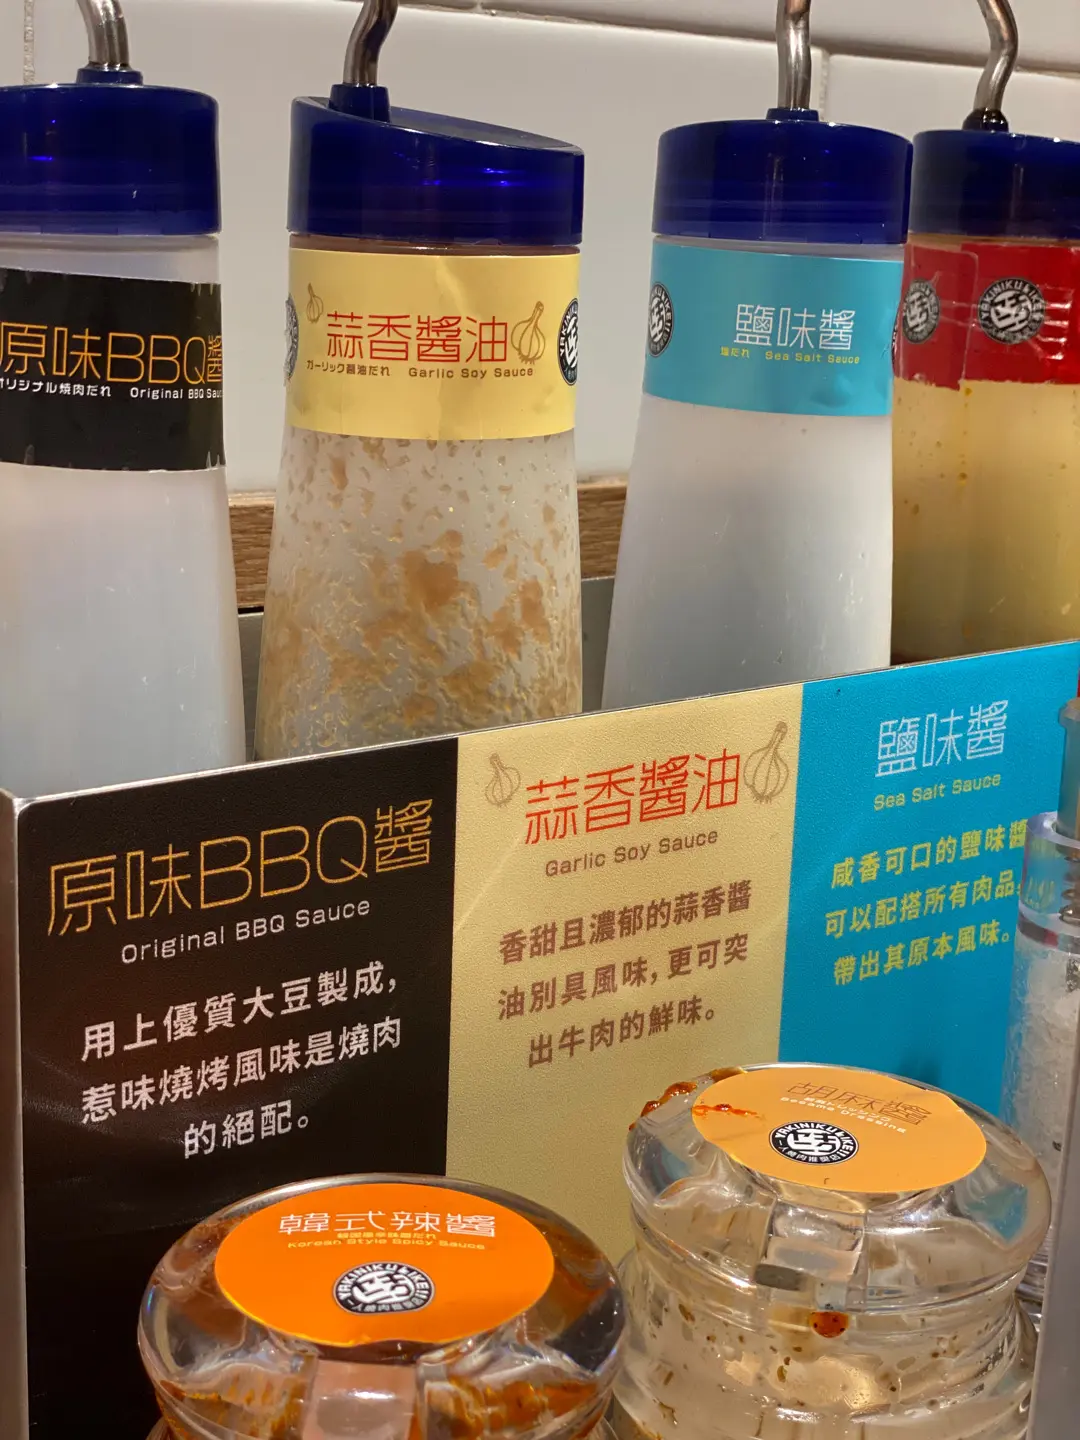 原味BBQ醬
オリジナル焼肉だれ Original BBQ Sauc
蒜香醬油
ガーリック醤油だれ Garlic Soy Sauce
鹽味醬
塩だれ Sea Salt Sauce
YAKINIKU LIKE!!
原味BBQ醬
Original BBQ Sauce
用上優質大豆製成,
惹味燒烤風味是燒肉
的絕配。
蒜香醬油
Garlic Soy Sauce
香甜且濃郁的蒜香醬
油別具風味,更可突
出牛肉的鮮味。
鹽味醬
Sea Salt Sauce
咸香可口的鹽味醬
可以配搭所有肉品,
帶出其原本風味。
韓式辣醬
Korean Style Spicy Sauce
YAKINIKU LIKE!!
胡麻醬
Sesame Dressing
YAKINIKU LIKE!!